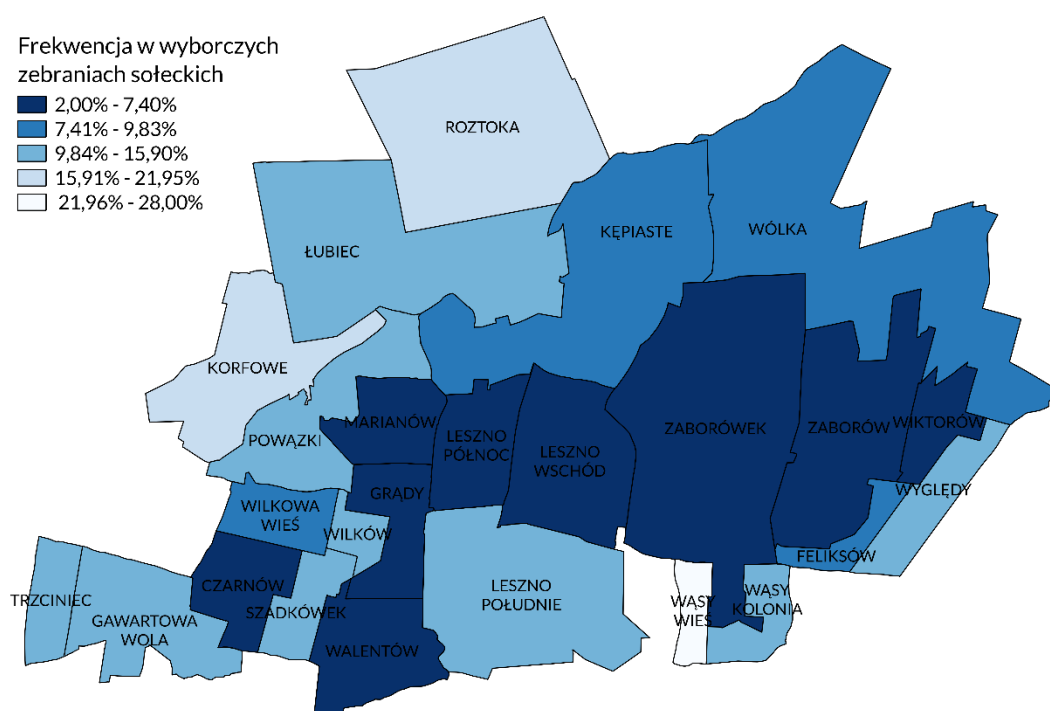 Frekwencja w wyborczych
zebraniach sołeckich
2,00% - 7,40%
7,41% - 9,83%
9,84% - 15,90%
15,91% - 21,95%
21,96% - 28,00%
ROZTOKA
KĘPIASTE
WÓLKA
ŁUBIEC
KORFOWE
MARIANÓW
ZABORÓWEK
ZABORÓW
WIKTORÓW
POWĄZKI
LESZNO
PÓŁNOC
LESZNO
WSCHÓD
GRĄDY
WYGLĘDY
WILKOWA
WIEŚ
WILKÓW
FELIKSÓW
TRZCINIEC
CZARNÓW
GAWARTOWA
WOLA
SZADKÓWEK
LESZNO
POŁUDNIE
WĄSY
WIEŚ
WĄSY
KOLONIA
WALENTÓW